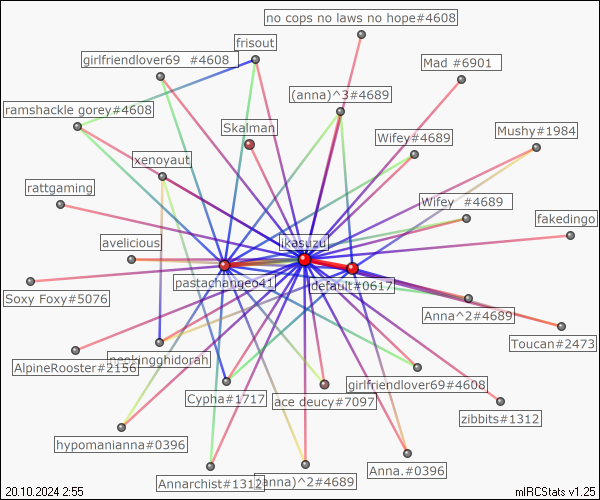 no cops no laws no hope#4608
frisout
girlfriendlover69 #4608
Mad #6901
(anna)^3#4689
ramshackle gorey#4608
Skalman
Wifey#4689
Mushy#1984
xenoyaut
rattgaming
Wifey #4689
fakedingo
avelicious
ikasuzu
pastachangeo41
default#0617
Soxy Foxy#5076
Anna^2#4689
Toucan#2473
neekingghidorah
AlpineRooster#2156
girlfriendlover69#4608
Cypha#1717
ace deucy#7097
zibbits#1312
hypomanianna#0396
Anna.#0396
Annarchist#1312
(anna)^2#4689
20.10.2024 2:55
mIRCStats v1.25